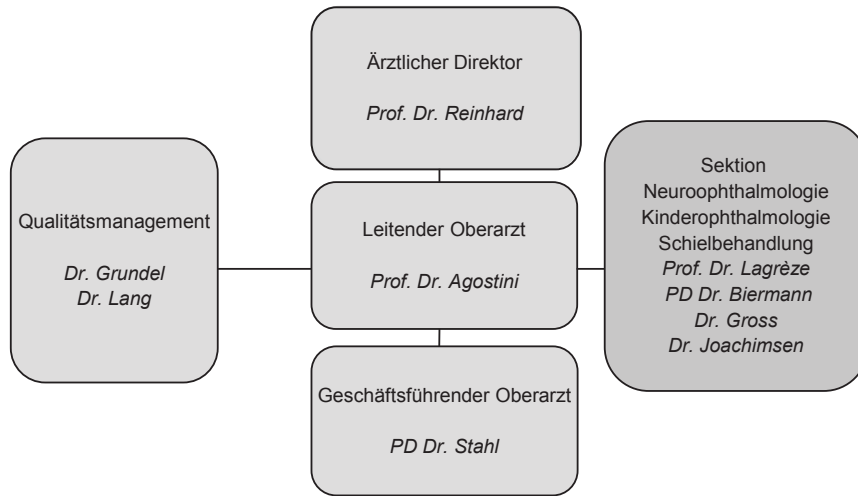 Ärztlicher Direktor
Prof. Dr. Reinhard
Qualitätsmanagement
Dr. Grundel
Dr. Lang
Leitender Oberarzt
Prof. Dr. Agostini
Sektion
Neuroophthalmologie
Kinderophthalmologie
Schielbehandlung
Prof. Dr. Lagrèze
PD Dr. Biermann
Dr. Gross
Dr. Joachimsen
Geschäftsführender Oberarzt
PD Dr. Stahl